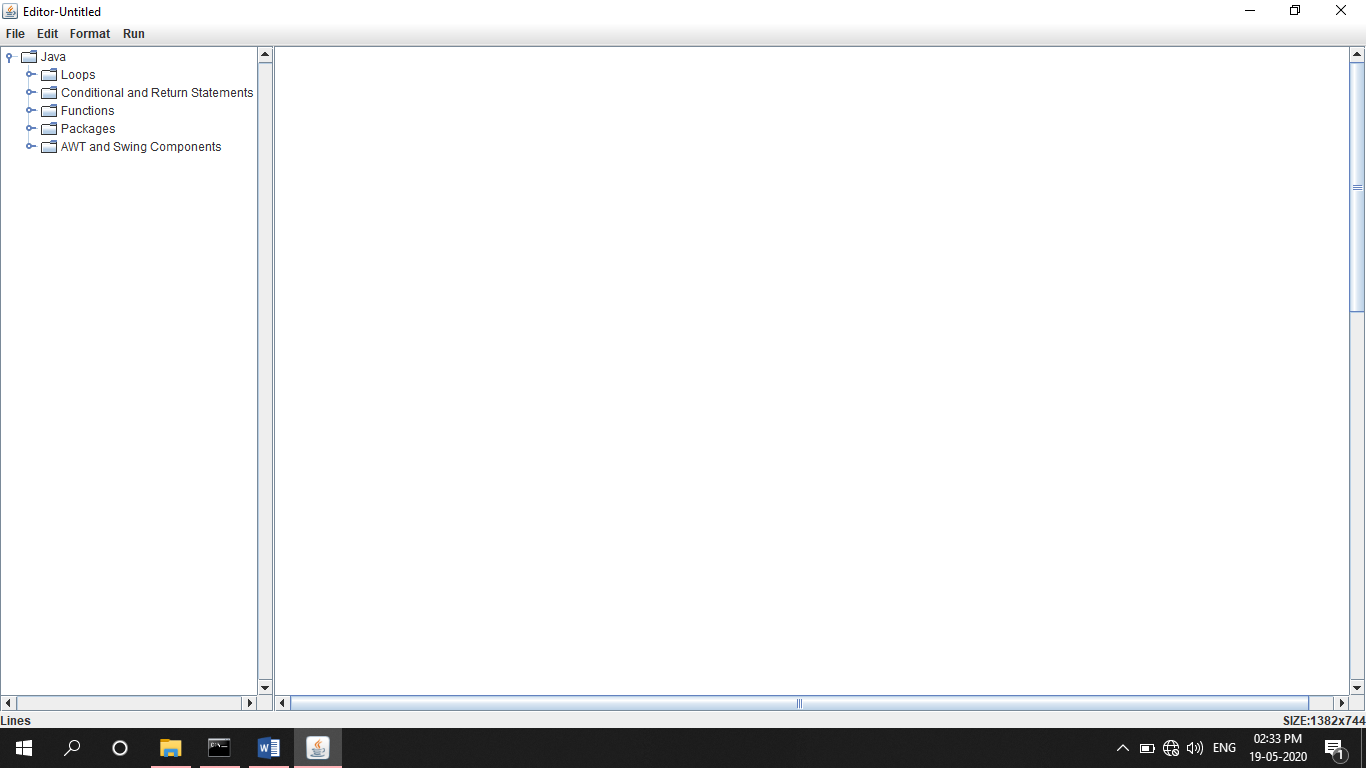 Editor-Untitled
File Edit Format Run
Java
Loops
Conditional and Return Statements
Functions
Packages
AWT and Swing Components
Lines SIZE:1382x744
ENG 02:33 PM
19-05-2020
1